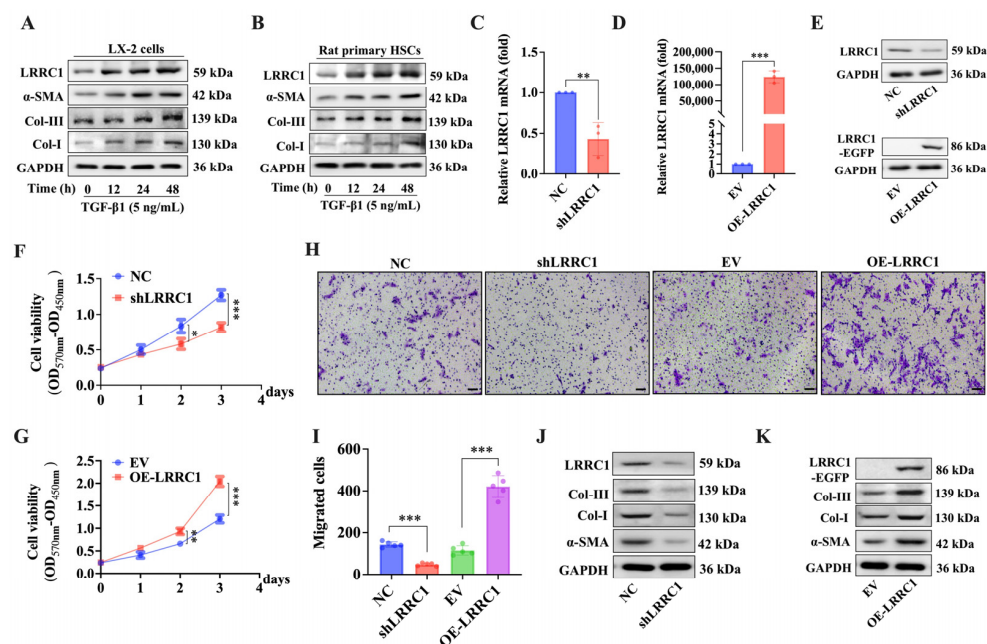 A
LX-2 cells
LRRC1
59 kDa
α-SMA
42 kDa
Col-III
139 kDa
Col-I
130 kDa
GAPDH
36 kDa
Time (h) 0 12 24 48
TGF-β1 (5 ng/mL)
B
Rat primary HSCs
LRRC1
59 kDa
α-SMA
42 kDa
Col-III
139 kDa
Col-I
130 kDa
GAPDH
36 kDa
Time (h) 0 12 24 48
TGF-β1 (5 ng/mL)
C
Relative LRRC1 mRNA (fold)
1.5
1.0
0.5
0.0
**
NC
shLRRC1
D
Relative LRRC1 mRNA (fold)
200,000
150,000
100,000
50,000
5
4
3
2
1
0
***
EV
OE-LRRC1
E
LRRC1
59 kDa
GAPDH
36 kDa
NC
shLRRC1
LRRC1
-EGFP
86 kDa
GAPDH
36 kDa
EV
OE-LRRC1
F
NC
shLRRC1
Cell viability
(OD570nm-OD450nm)
1.5
1.0
0.5
0.0
*
***
0 1 2 3 4 days
G
EV
OE-LRRC1
Cell viability
(OD570nm-OD450nm)
2.5
2.0
1.5
1.0
0.5
0.0
**
***
0 1 2 3 4 days
H
NC
shLRRC1
EV
OE-LRRC1
I
Migrated cells
600
400
200
0
***
***
NC
shLRRC1
EV
OE-LRRC1
J
LRRC1
59 kDa
Col-III
139 kDa
Col-I
130 kDa
α-SMA
42 kDa
GAPDH
36 kDa
NC
shLRRC1
K
LRRC1
-EGFP
86 kDa
Col-III
139 kDa
Col-I
130 kDa
α-SMA
42 kDa
GAPDH
36 kDa
EV
OE-LRRC1